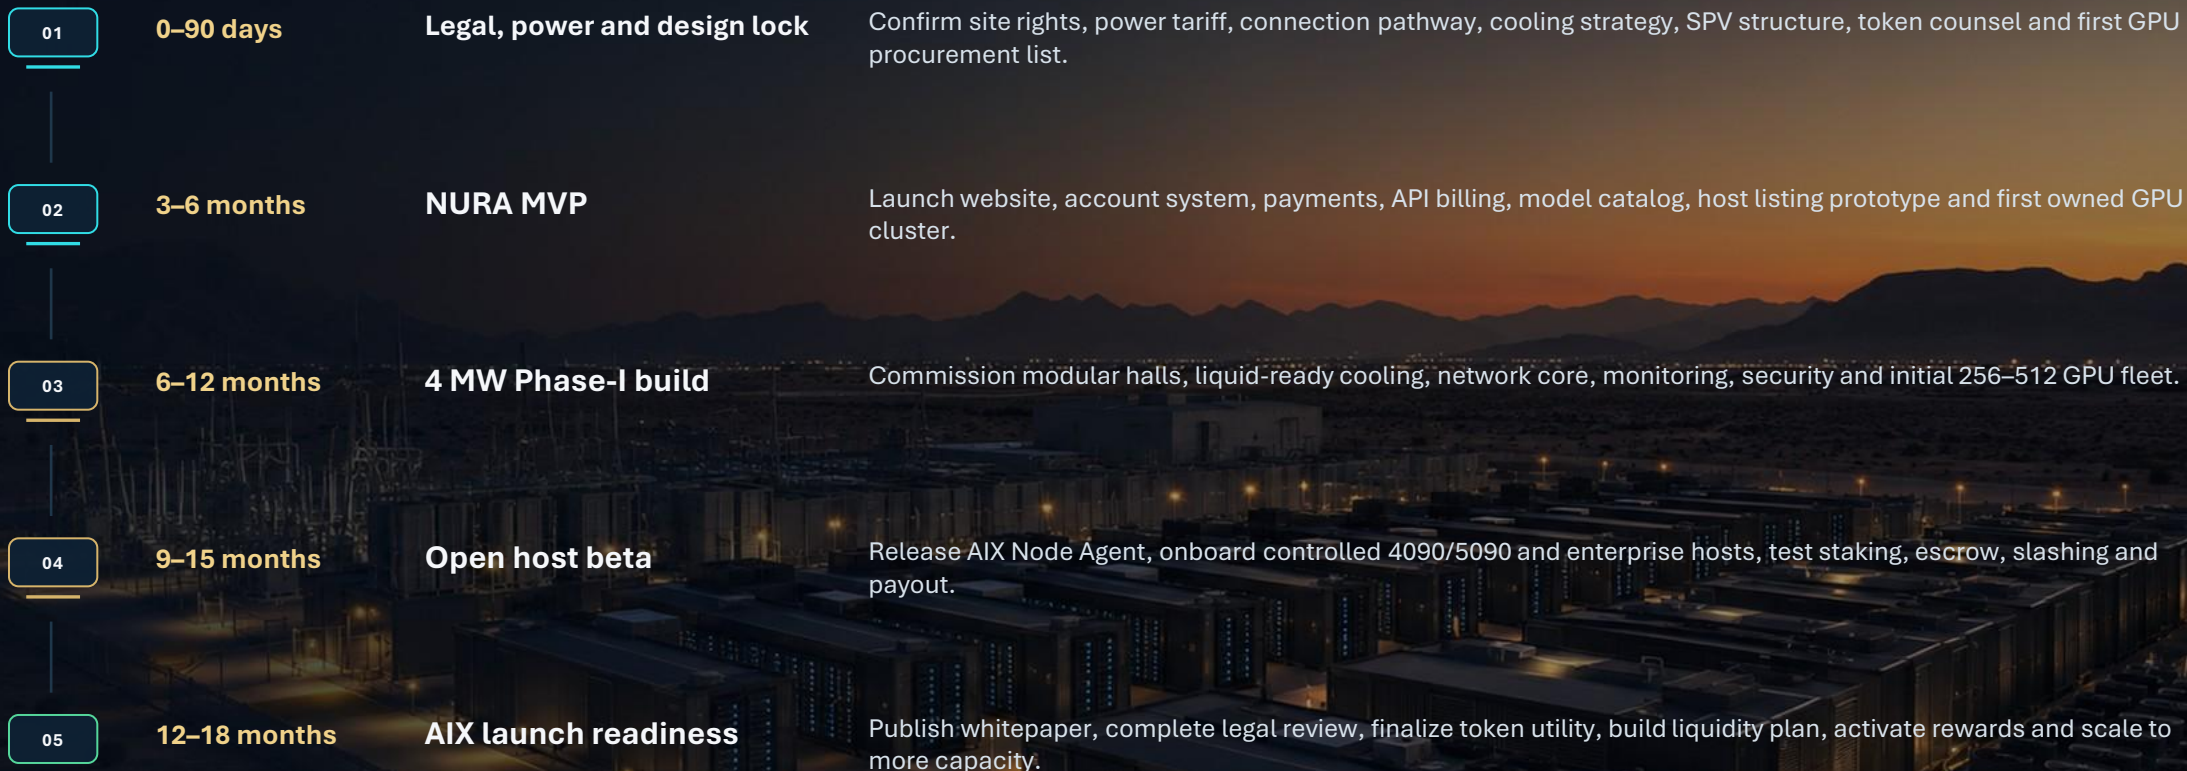 01
0–90 days
Legal, power and design lock
Confirm site rights, power tariff, connection pathway, cooling strategy, SPV structure, token counsel and first GPU
procurement list.
02
3–6 months
NURA MVP
Launch website, account system, payments, API billing, model catalog, host listing prototype and first owned GPU
cluster.
03
6–12 months
4 MW Phase-I build
Commission modular halls, liquid-ready cooling, network core, monitoring, security and initial 256–512 GPU fleet.
04
9–15 months
Open host beta
Release AIX Node Agent, onboard controlled 4090/5090 and enterprise hosts, test staking, escrow, slashing and
payout.
05
12–18 months
AIX launch readiness
Publish whitepaper, complete legal review, finalize token utility, build liquidity plan, activate rewards and scale to
more capacity.